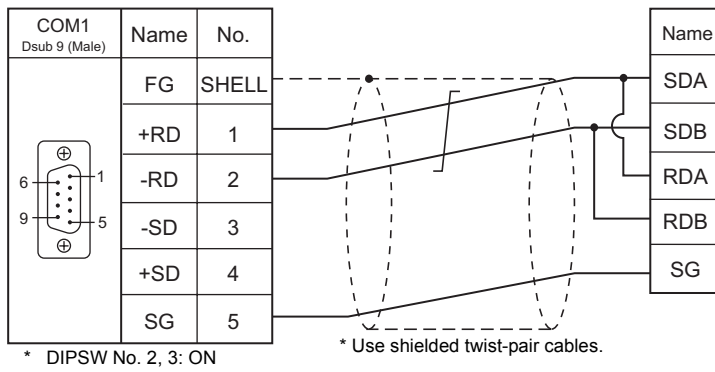 COM1
Dsub 9 (Male)
Name
No.
Name
FG
SHELL
SDA
+RD
1
SDB
6
1
-RD
2
RDA
9
5
-SD
3
RDB
+SD
4
SG
SG
5
* DIPSW No. 2, 3: ON
* Use shielded twist-pair cables.